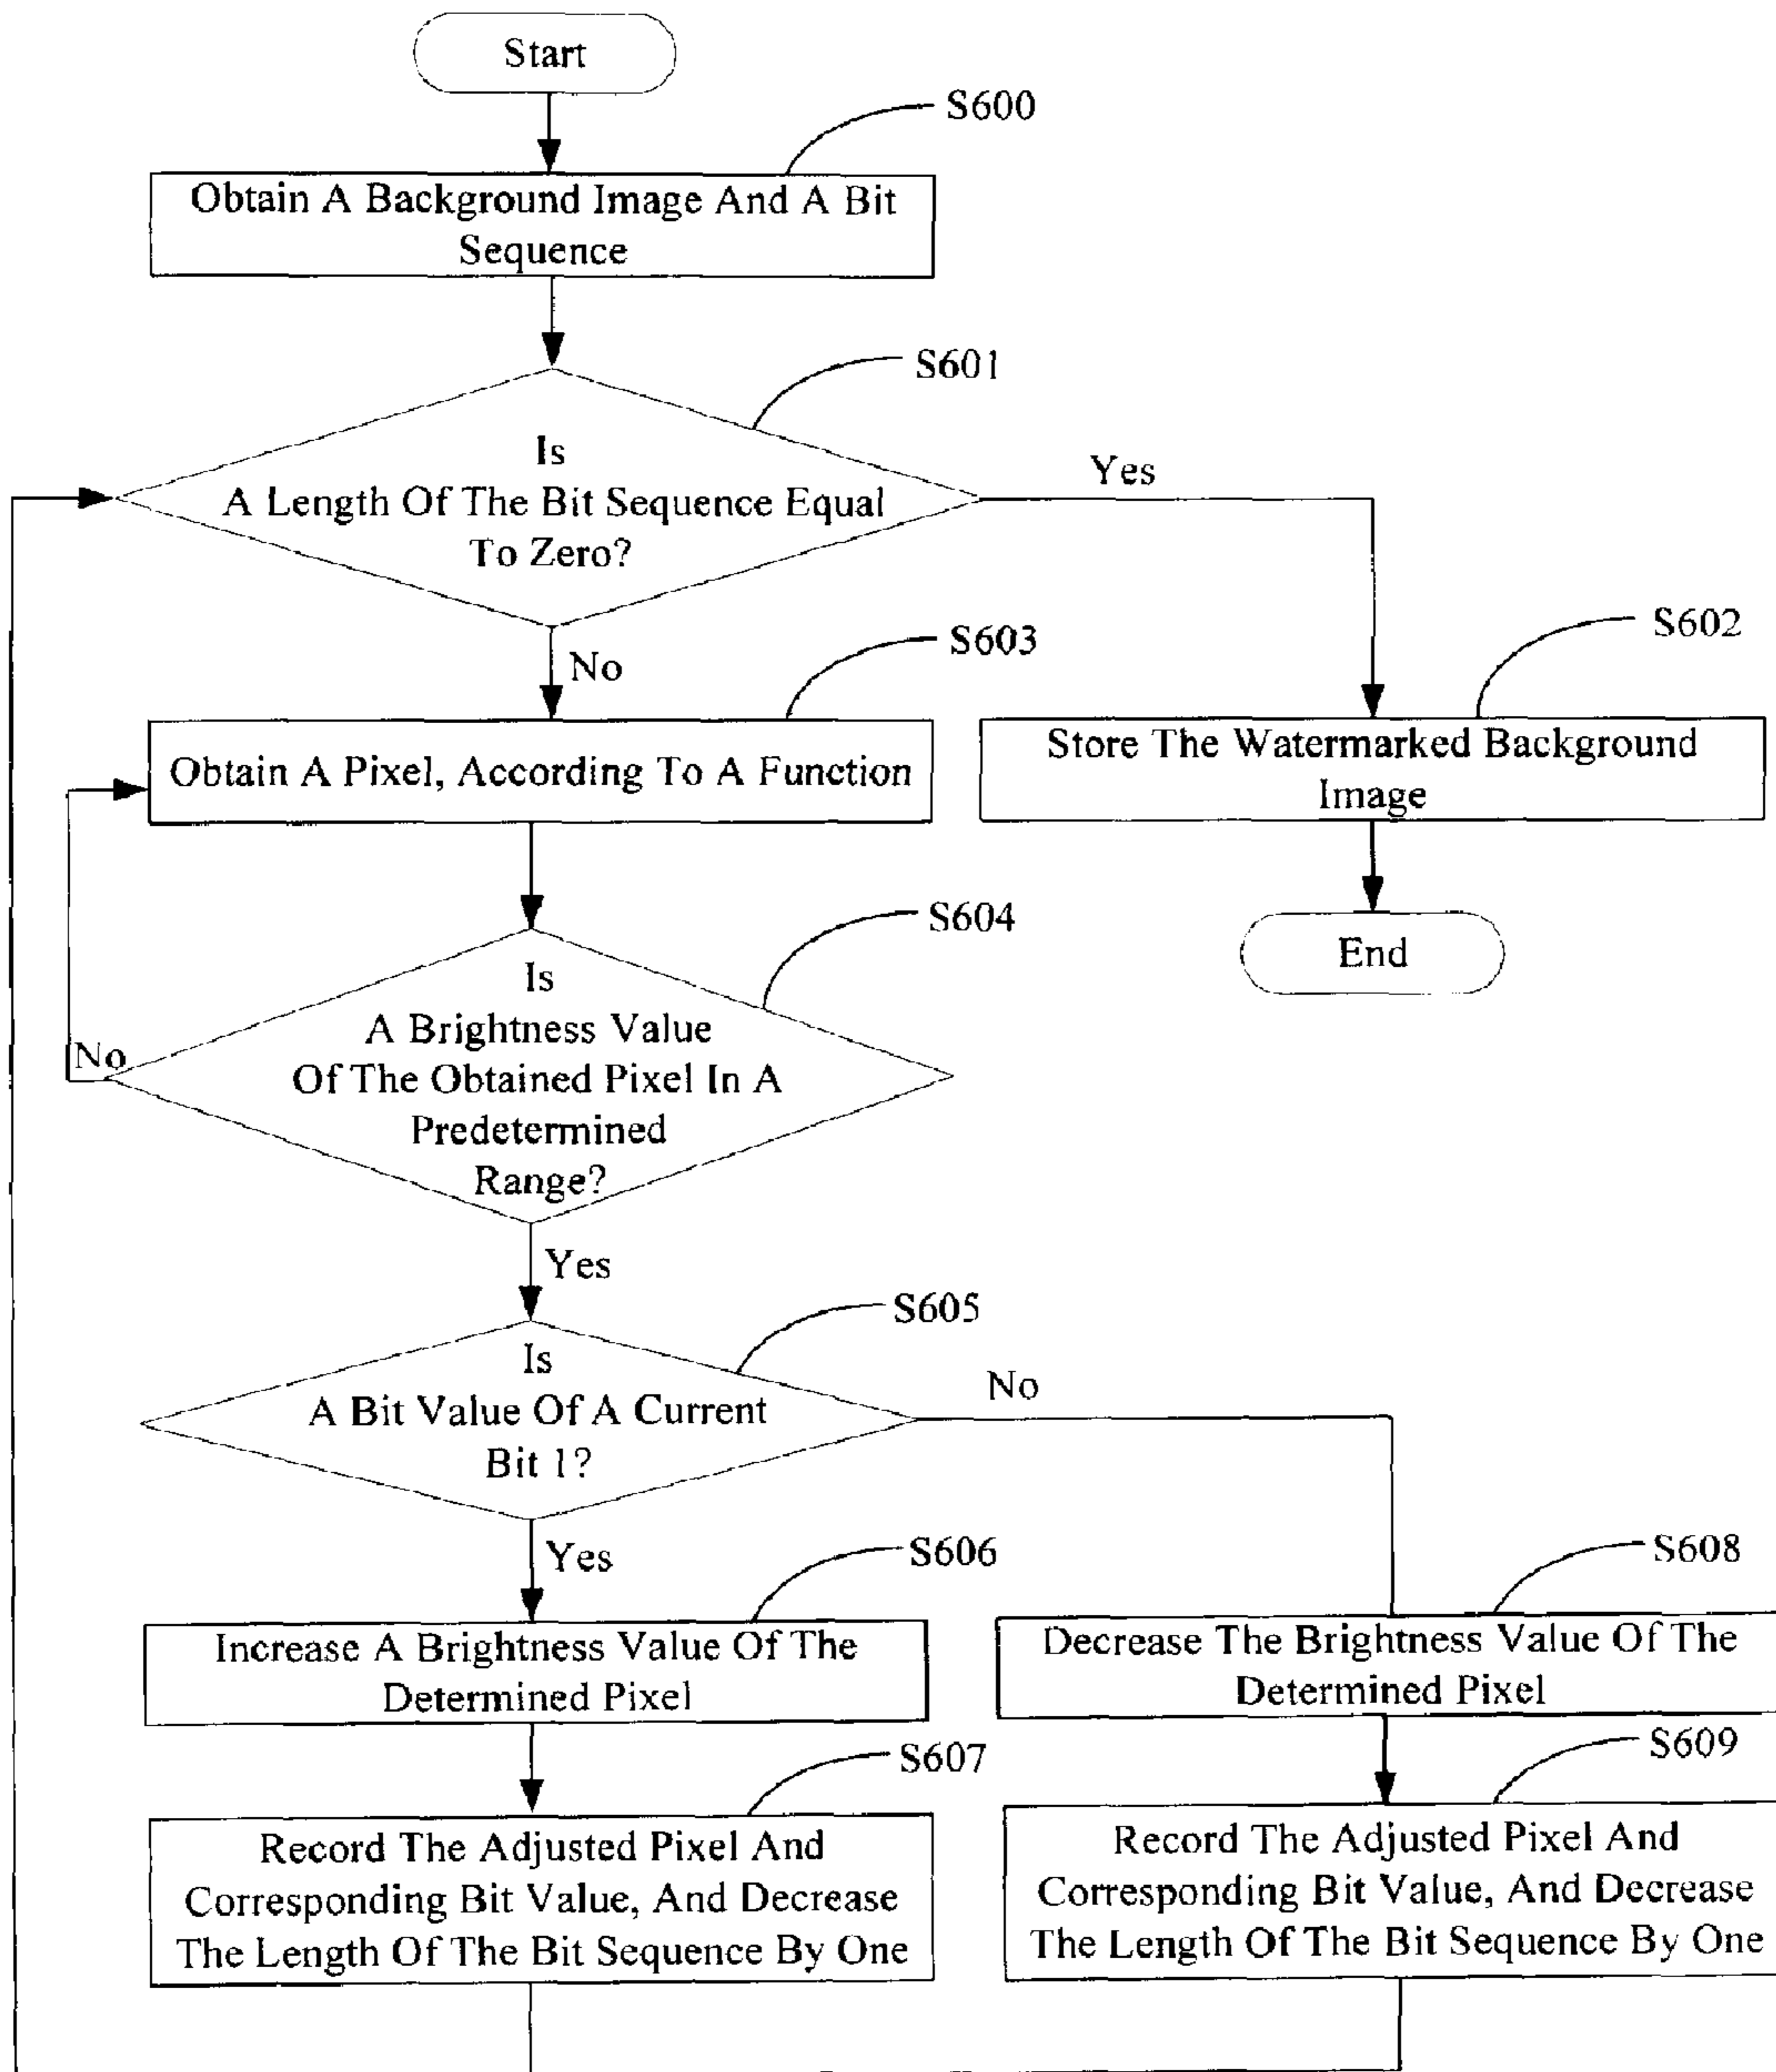 Start
S600
Obtain A Background Image And A Bit
Sequence
S601
Is
A Length Of The Bit Sequence Equal
To Zero?
Yes
No
S603
S602
Obtain A Pixel, According To A Function
Store The Watermarked Background
Image
S604
End
Is
A Brightness Value
Of The Obtained Pixel In A
Predetermined
Range?
No
Yes
S605
Is
A Bit Value Of A Current
Bit 1?
No
Yes
S606
S608
Increase A Brightness Value Of The
Determined Pixel
Decrease The Brightness Value Of The
Determined Pixel
S607
S609
Record The Adjusted Pixel And
Corresponding Bit Value, And Decrease
The Length Of The Bit Sequence By One
Record The Adjusted Pixel And
Corresponding Bit Value, And Decrease
The Length Of The Bit Sequence By One